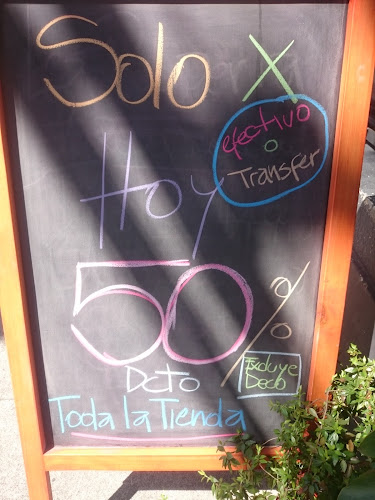 Solo X
efectivo
o
Transfer
Hoy
50%
Dcto
Excluye
Deco
Toda la Tienda